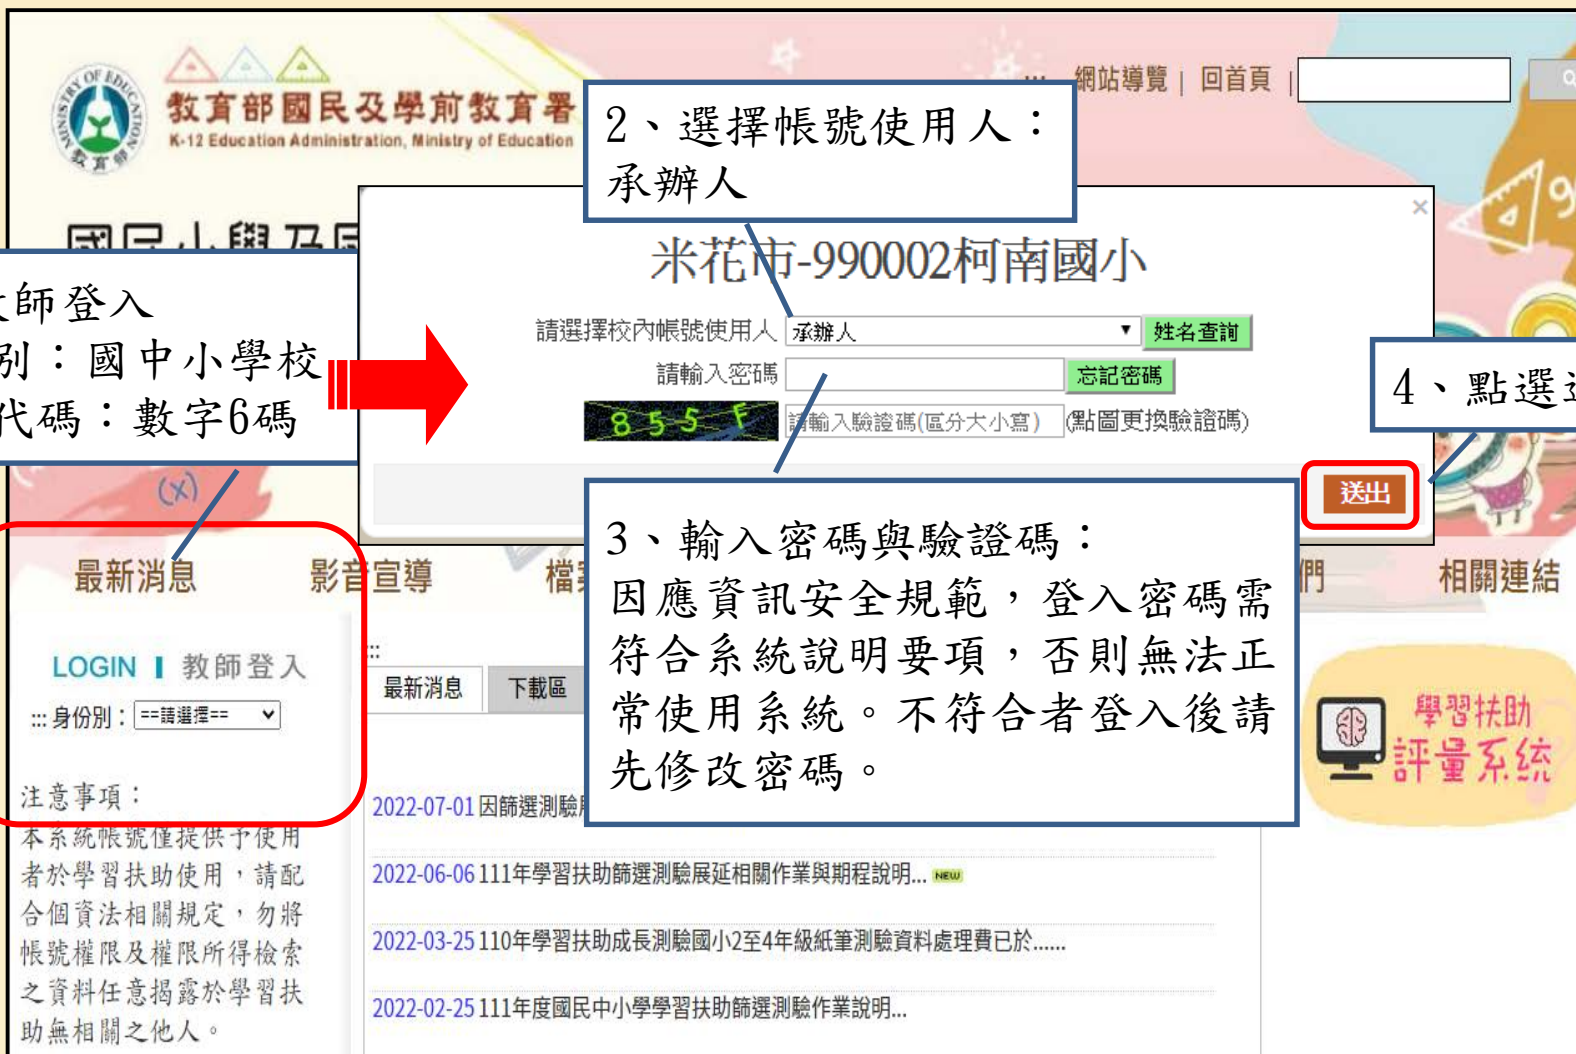 教育部國民及學前教育署
K-12 Education Administration, Ministry of Education
網站導覽 | 回首頁 |
2、選擇帳號使用人：
承辦人
米花市-990002柯南國小
請選擇校內帳號使用人 承辦人 姓名查詢
請輸入密碼 忘記密碼
855F 請輸入驗證碼(區分大小寫) (點圖更換驗證碼)
送出
師登入
別：國中小學校
代碼：數字6碼
4、點選
3、輸入密碼與驗證碼：
因應資訊安全規範，登入密碼需
符合系統說明要項，否則無法正
常使用系統。不符合者登入後請
先修改密碼。
(x)
最新消息 影音宣導 檔 們 相關連結
LOGIN 教師登入
::: 身份別：==請選擇==
注意事項：
本系統帳號僅提供予使用
者於學習扶助使用，請配
合個資法相關規定，勿將
帳號權限及權限所得檢索
之資料任意揭露於學習扶
助無相關之他人。
:::
最新消息 下載區
2022-07-01 因篩選測驗
2022-06-06 111年學習扶助篩選測驗展延相關作業與期程說明... NEW
2022-03-25 110年學習扶助成長測驗國小2至4年級紙筆測驗資料處理費已於......
2022-02-25 111年度國民中小學學習扶助篩選測驗作業說明...
學習扶助
評量系統